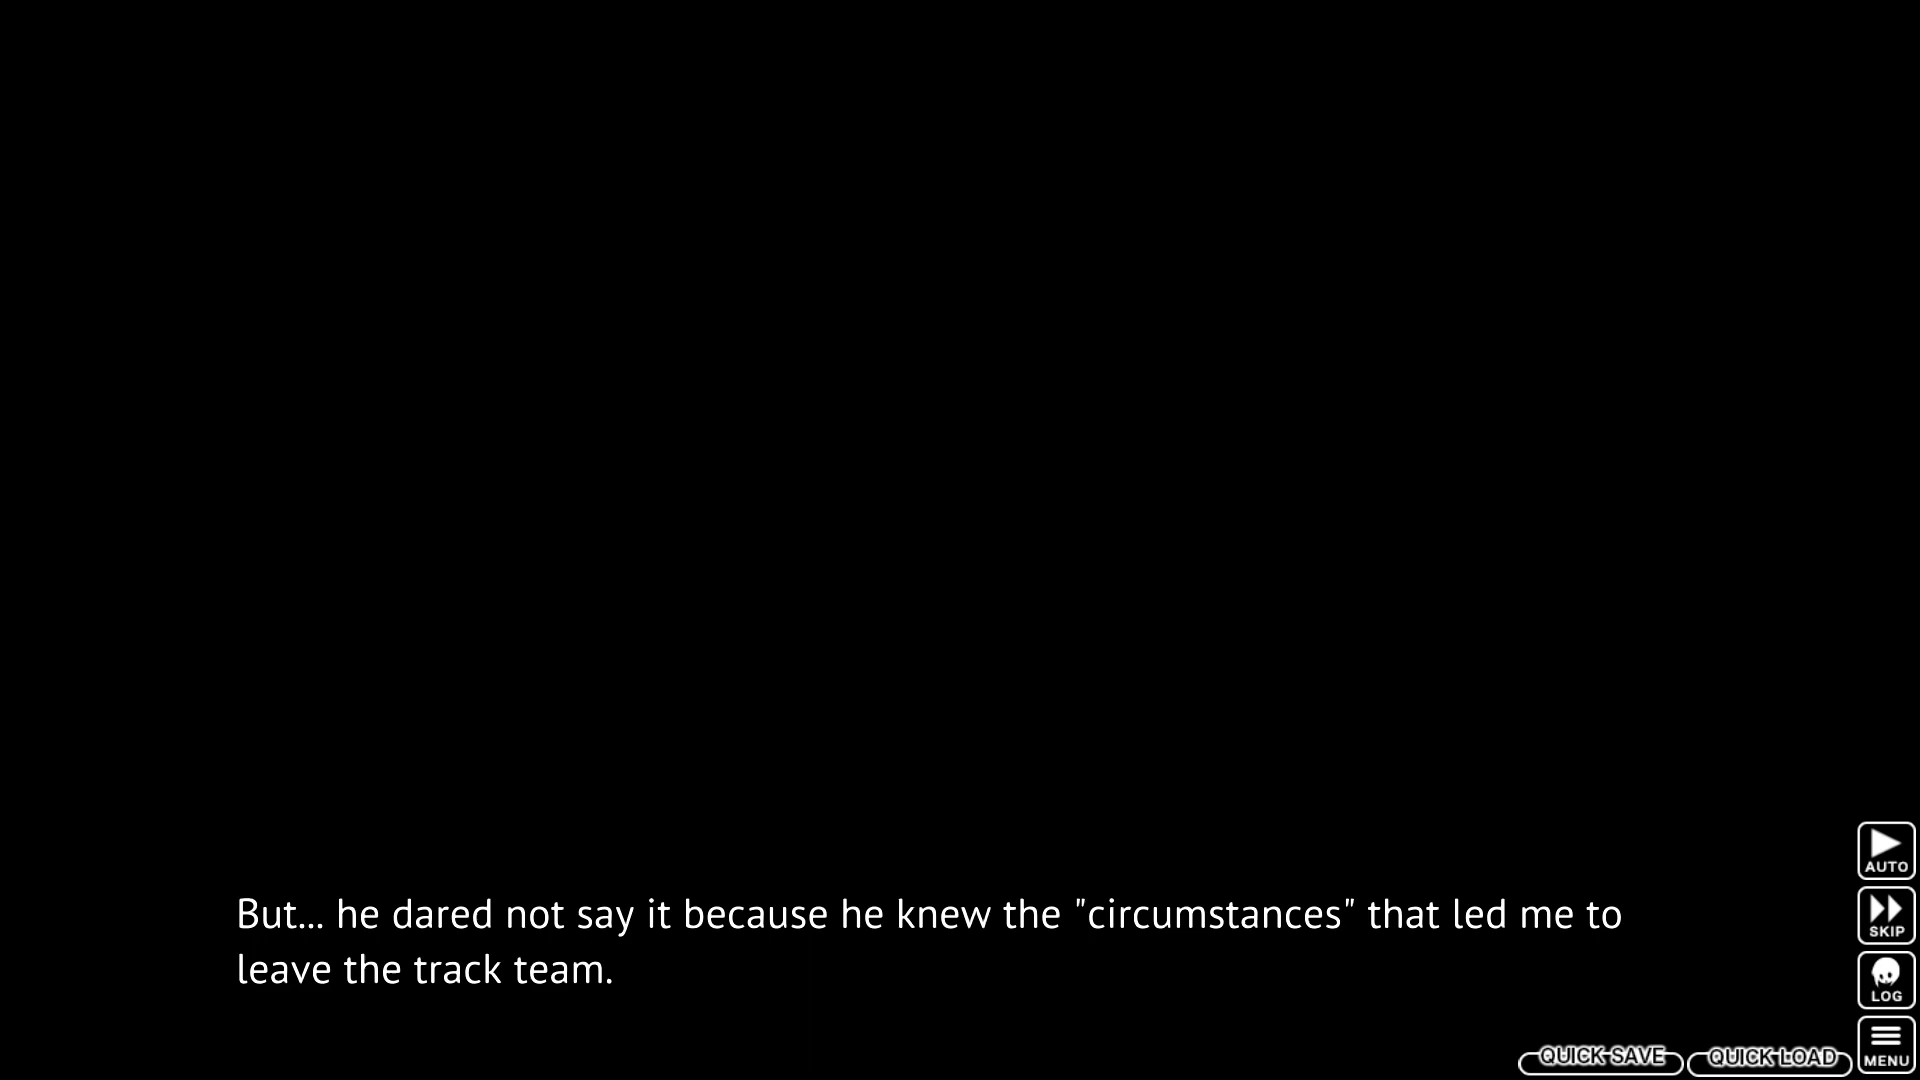 But... he dared not say it because he knew the "circumstances" that led me to
leave the track team.
AUTO
SKIP
LOG
MENU
QUICK SAVE
QUICK LOAD